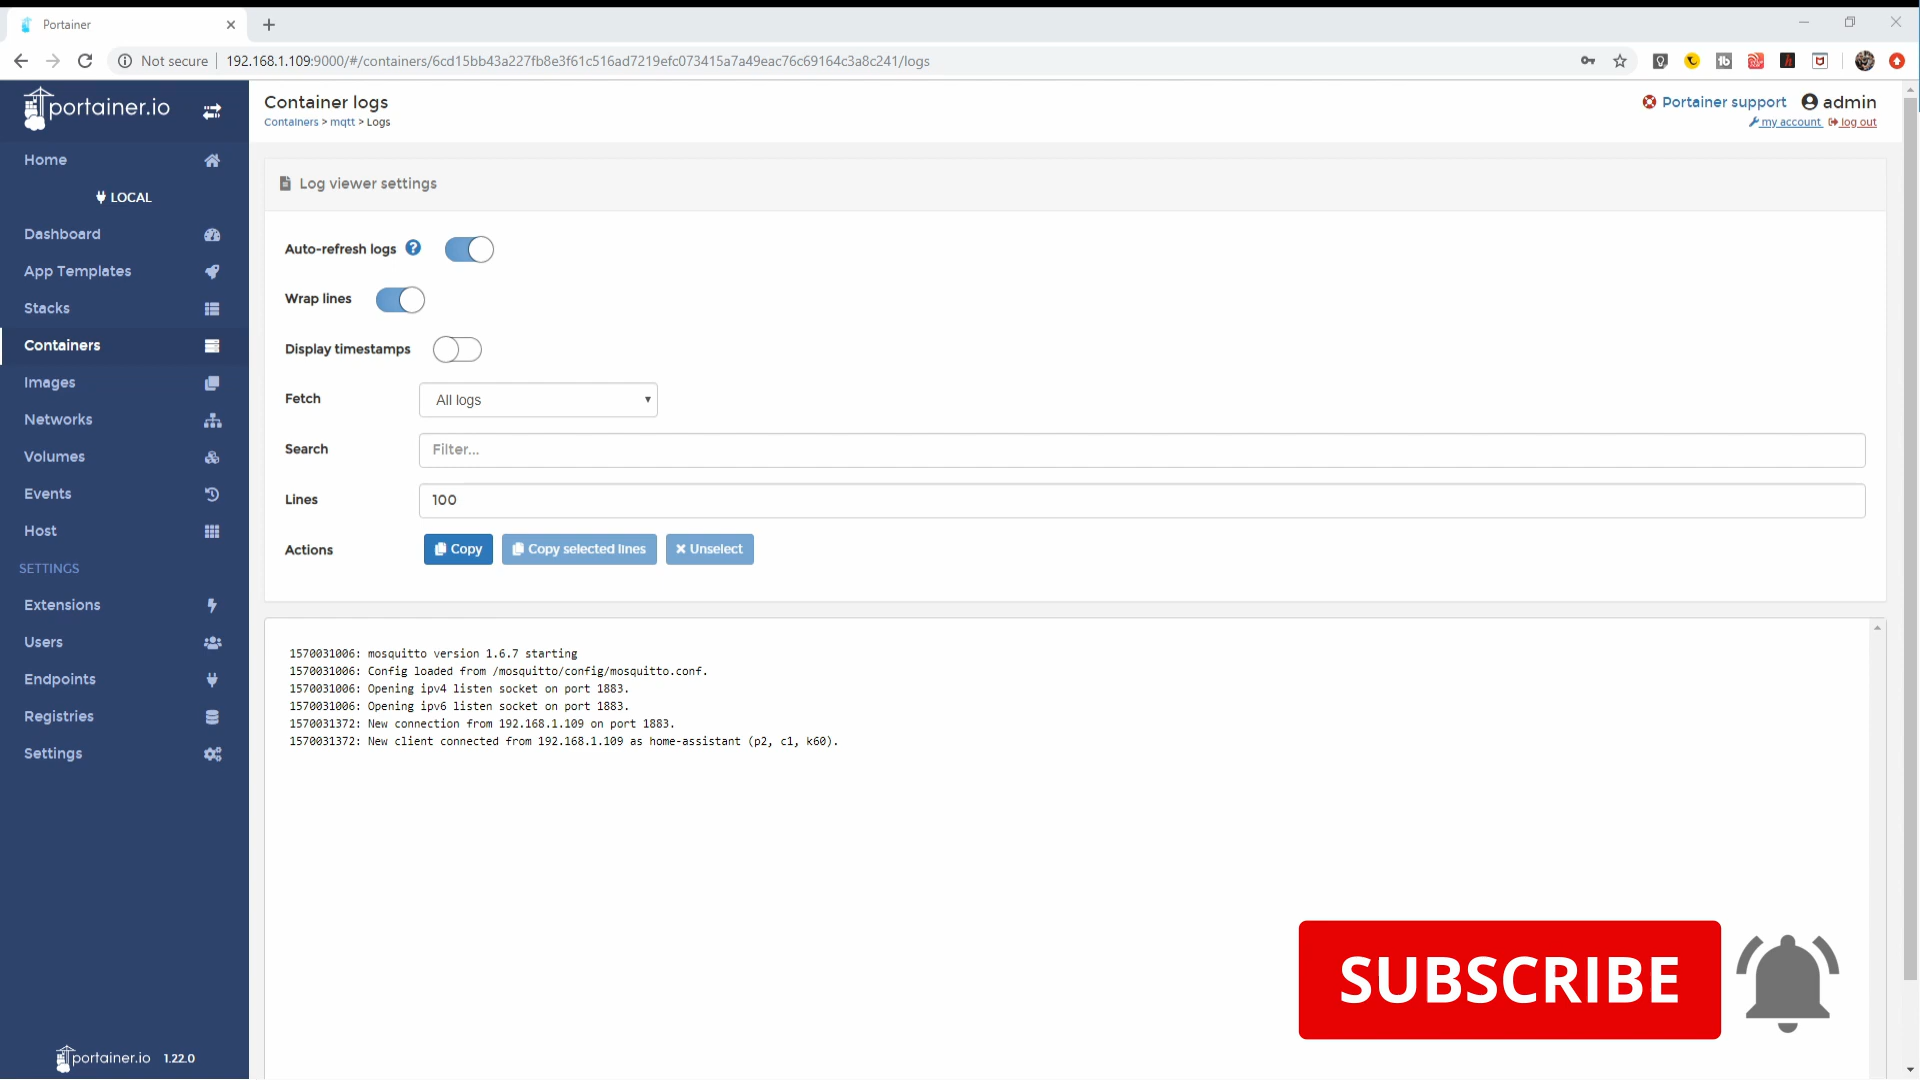 Portainer
Not secure
192.168.1.109:9000/#/containers/6cd15bb43a227fb8e3f61c516ad7219efc073415a7a49eac76c69164c3a8c241/logs
portainer.io
Container logs
Containers > mqtt > Logs
Portainer support
admin
my account
log out
Home
LOCAL
Dashboard
App Templates
Stacks
Containers
Images
Networks
Volumes
Events
Host
SETTINGS
Extensions
Users
Endpoints
Registries
Settings
portainer.io 1.22.0
Log viewer settings
Auto-refresh logs
Wrap lines
Display timestamps
Fetch
All logs
Search
Filter...
Lines
100
Actions
Copy
Copy selected lines
Unselect
1570031006: mosquitto version 1.6.7 starting
1570031006: Config loaded from /mosquitto/config/mosquitto.conf.
1570031006: Opening ipv4 listen socket on port 1883.
1570031006: Opening ipv6 listen socket on port 1883.
1570031372: New connection from 192.168.1.109 on port 1883.
1570031372: New client connected from 192.168.1.109 as home-assistant (p2, c1, k60).
SUBSCRIBE